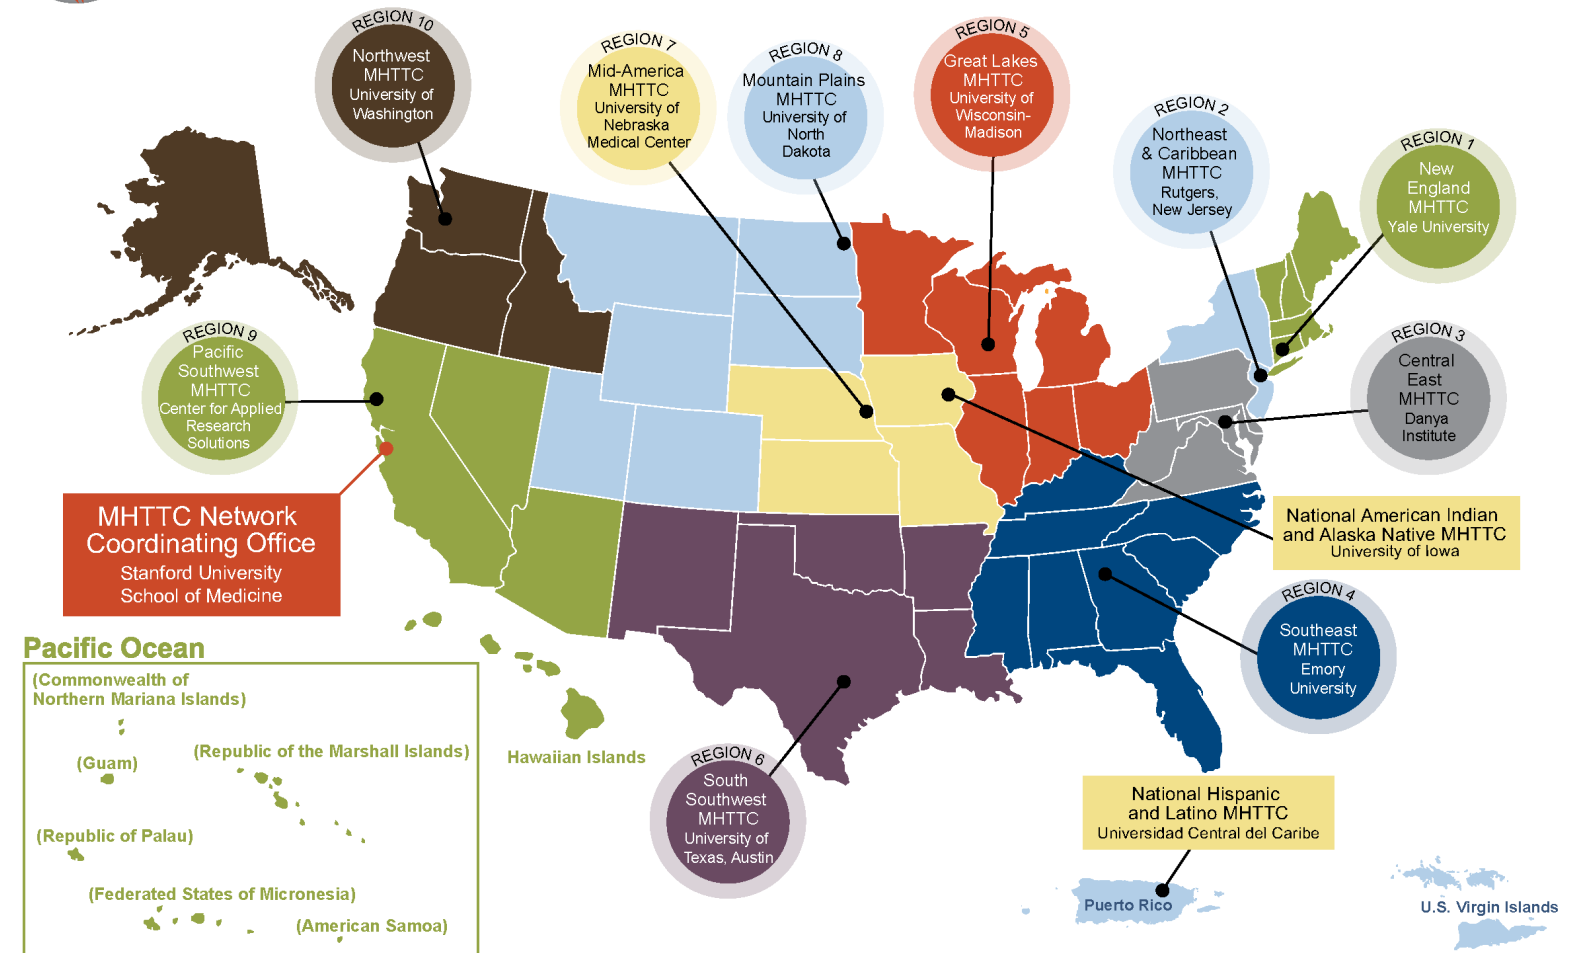 REGION 10
Northwest
MHTTC
University of
Washington
REGION 7
Mid-America
MHTTC
University of
Nebraska
Medical Center
REGION 8
Mountain Plains
MHTTC
University of
North
Dakota
REGION 5
Great Lakes
MHTTC
University of
Wisconsin-
Madison
REGION 2
Northeast
& Caribbean
MHTTC
Rutgers,
New Jersey
REGION 1
New
England
MHTTC
Yale University
REGION 9
Pacific
Southwest
MHTTC
Center for Applied
Research
Solutions
REGION 3
Central
East
MHTTC
Danya
Institute
MHTTC Network
Coordinating Office
Stanford University
School of Medicine
National American Indian
and Alaska Native MHTTC
University of Iowa
REGION 4
Southeast
MHTTC
Emory
University
Pacific Ocean
(Commonwealth of
Northern Mariana Islands)
(Guam)
(Republic of the Marshall Islands)
(Republic of Palau)
(Federated States of Micronesia)
(American Samoa)
Hawaiian Islands
REGION 6
South
Southwest
MHTTC
University of
Texas, Austin
National Hispanic
and Latino MHTTC
Universidad Central del Caribe
Puerto Rico
U.S. Virgin Islands